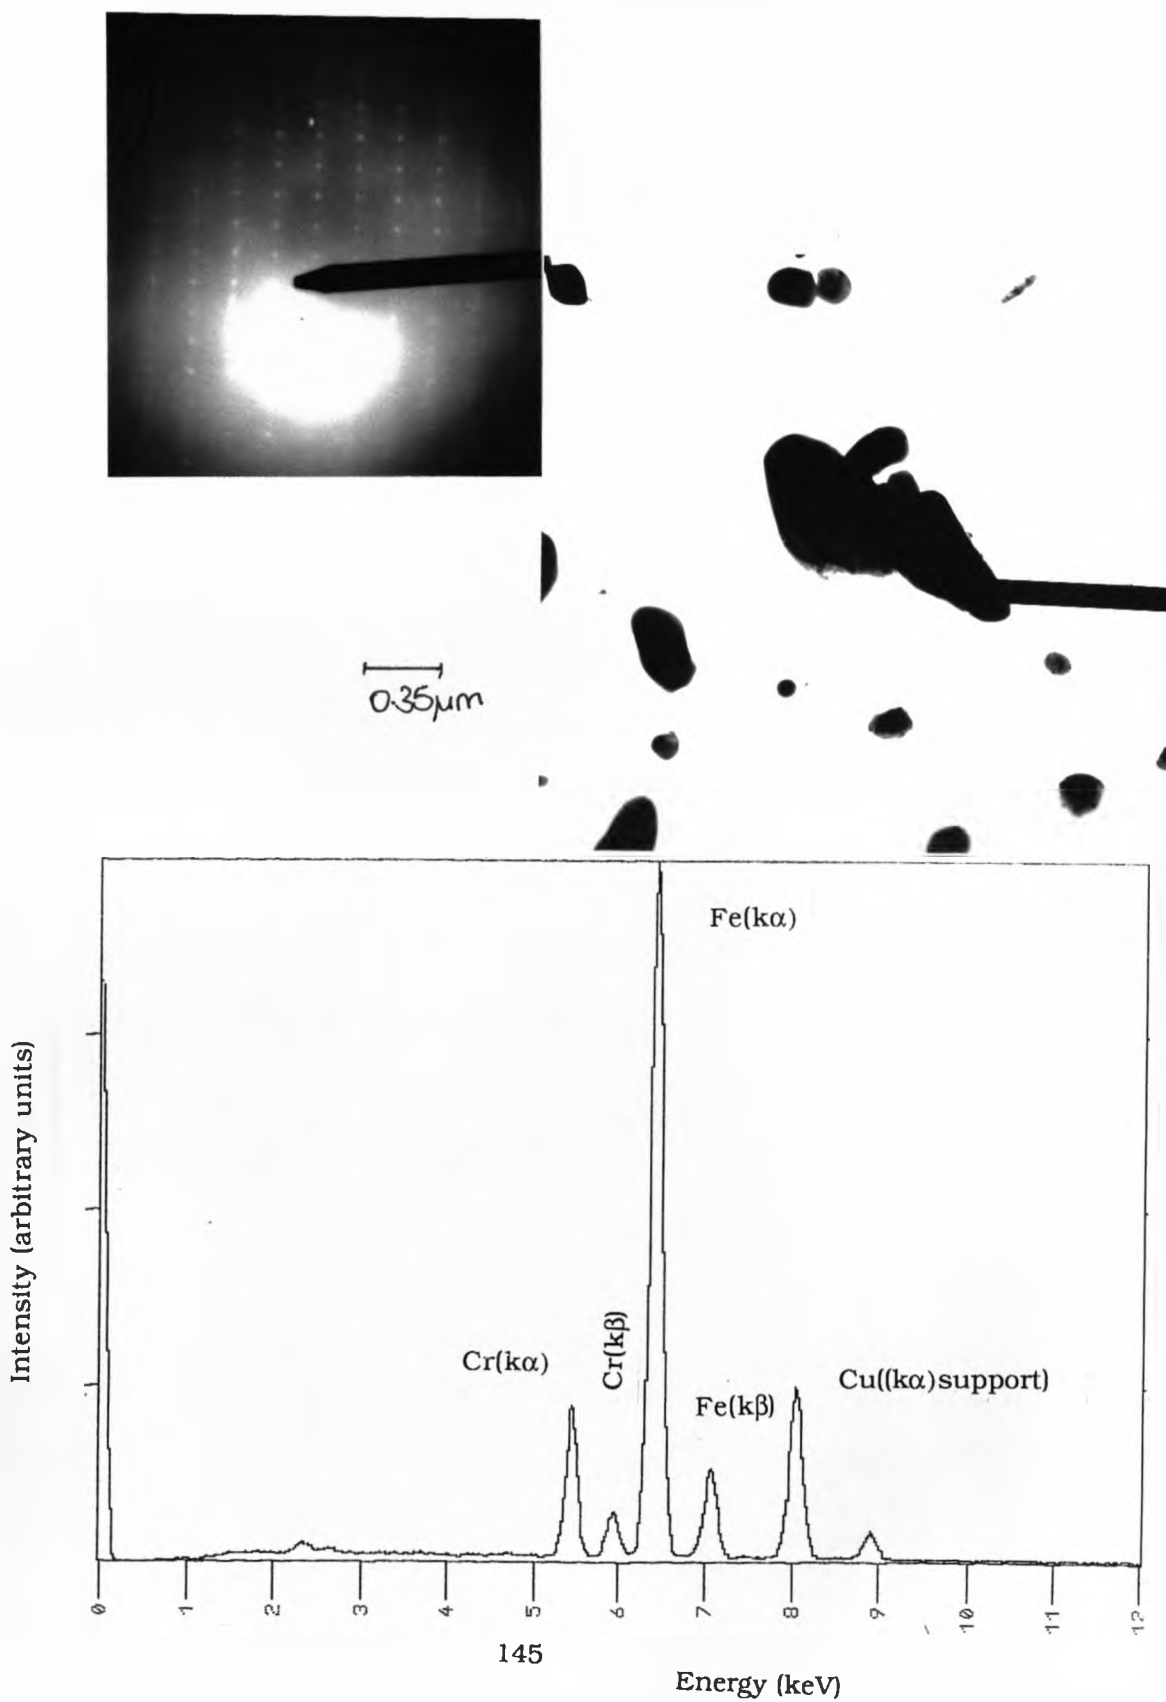 0.35μm
Fe(kα)
Cr(kα)
Cr(kβ)
Fe(kβ)
Cu((kα)support)
Intensity (arbitrary units)
0 1 2 3 4 5 6 7 8 9 10 11 12
145
Energy (keV)